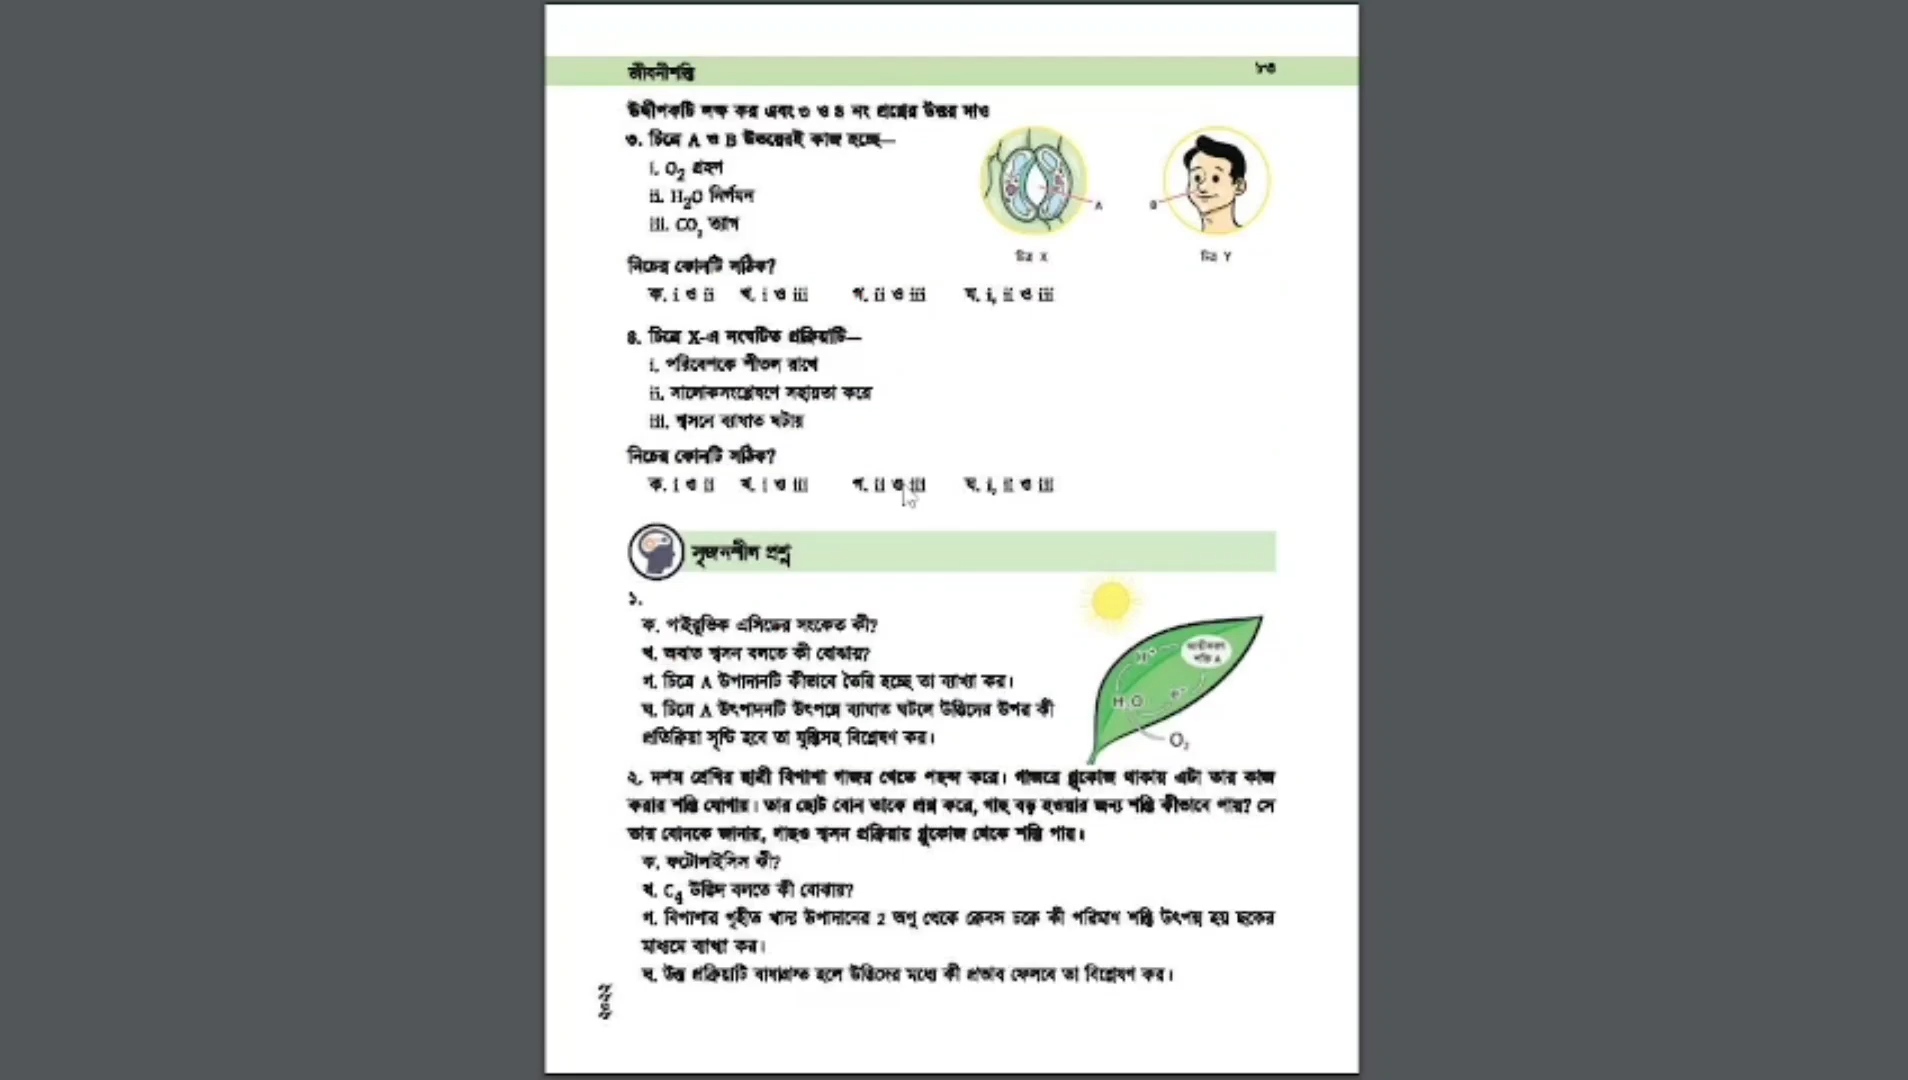 জীবনীশক্তি
৮৩
উদ্দীপকটি লক্ষ কর এবং ৩ ও ৪ নং প্রশ্নের উত্তর দাও
৩. চিত্রে A ও B উভয়েরই কাজ হচ্ছে—
i. O2 গ্রহণ
ii. H2O নির্গমন
iii. CO2 ত্যাগ
A
B
চিত্র X
চিত্র Y
নিচের কোনটি সঠিক?
ক. i ও ii খ. i ও iii গ. ii ও iii ঘ. i, ii ও iii
৪. চিত্রে X-এ সংঘটিত প্রক্রিয়াটি—
i. পরিবেশকে শীতল রাখে
ii. সালোকসংশ্লেষণে সহায়তা করে
iii. শ্বসনে ব্যাঘাত ঘটায়
নিচের কোনটি সঠিক?
ক. i ও ii খ. i ও iii গ. ii ও iii ঘ. i, ii ও iii
সৃজনশীল প্রশ্ন
১.
ক. পাইরুভিক এসিডের সংকেত কী?
খ. অবাত শ্বসন বলতে কী বোঝায়?
গ. চিত্রে A উপাদানটি কীভাবে তৈরি হচ্ছে তা ব্যাখ্যা কর।
ঘ. চিত্রে A উৎপাদনটি উৎপন্নে ব্যাঘাত ঘটলে উদ্ভিদের উপর কী
প্রতিক্রিয়া সৃষ্টি হবে তা যুক্তিসহ বিশ্লেষণ কর।
শক্তি A
H+
e-
H2O
O2
২. দশম শ্রেণির ছাত্রী বিপাশা গাজর খেতে পছন্দ করে। গাজরে গ্লুকোজ থাকায় এটা তার কাজ
করার শক্তি যোগায়। তার ছোট বোন তাকে প্রশ্ন করে, গাছ বড় হওয়ার জন্য শক্তি কীভাবে পায়? সে
তার বোনকে জানায়, গাছও শ্বসন প্রক্রিয়ায় গ্লুকোজ থেকে শক্তি পায়।
ক. ফটোলাইসিস কী?
খ. C4 উদ্ভিদ বলতে কী বোঝায়?
গ. বিপাশার গৃহীত খাদ্য উপাদানের 2 অণু থেকে ক্রেবস চক্রে কী পরিমাণ শক্তি উৎপন্ন হয় ছকের
মাধ্যমে ব্যাখ্যা কর।
ঘ. উক্ত প্রক্রিয়াটি বাধাগ্রস্ত হলে উদ্ভিদের মধ্যে কী প্রভাব ফেলবে তা বিশ্লেষণ কর।